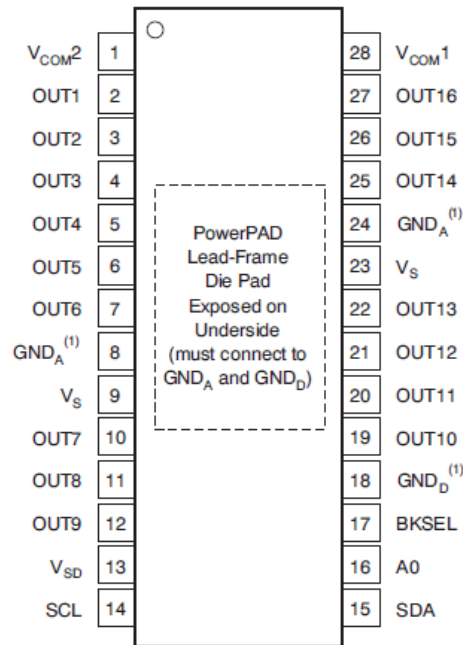 V_COM2 1 28 V_COM1
OUT1 2 27 OUT16
OUT2 3 26 OUT15
OUT3 4 25 OUT14
OUT4 5 24 GND_A^(1)
OUT5 6 23 V_S
OUT6 7 22 OUT13
GND_A^(1) 8 21 OUT12
V_S 9 20 OUT11
OUT7 10 19 OUT10
OUT8 11 18 GND_D^(1)
OUT9 12 17 BKSEL
V_SD 13 16 A0
SCL 14 15 SDA
PowerPAD
Lead-Frame
Die Pad
Exposed on
Underside
(must connect to
GND_A and GND_D)